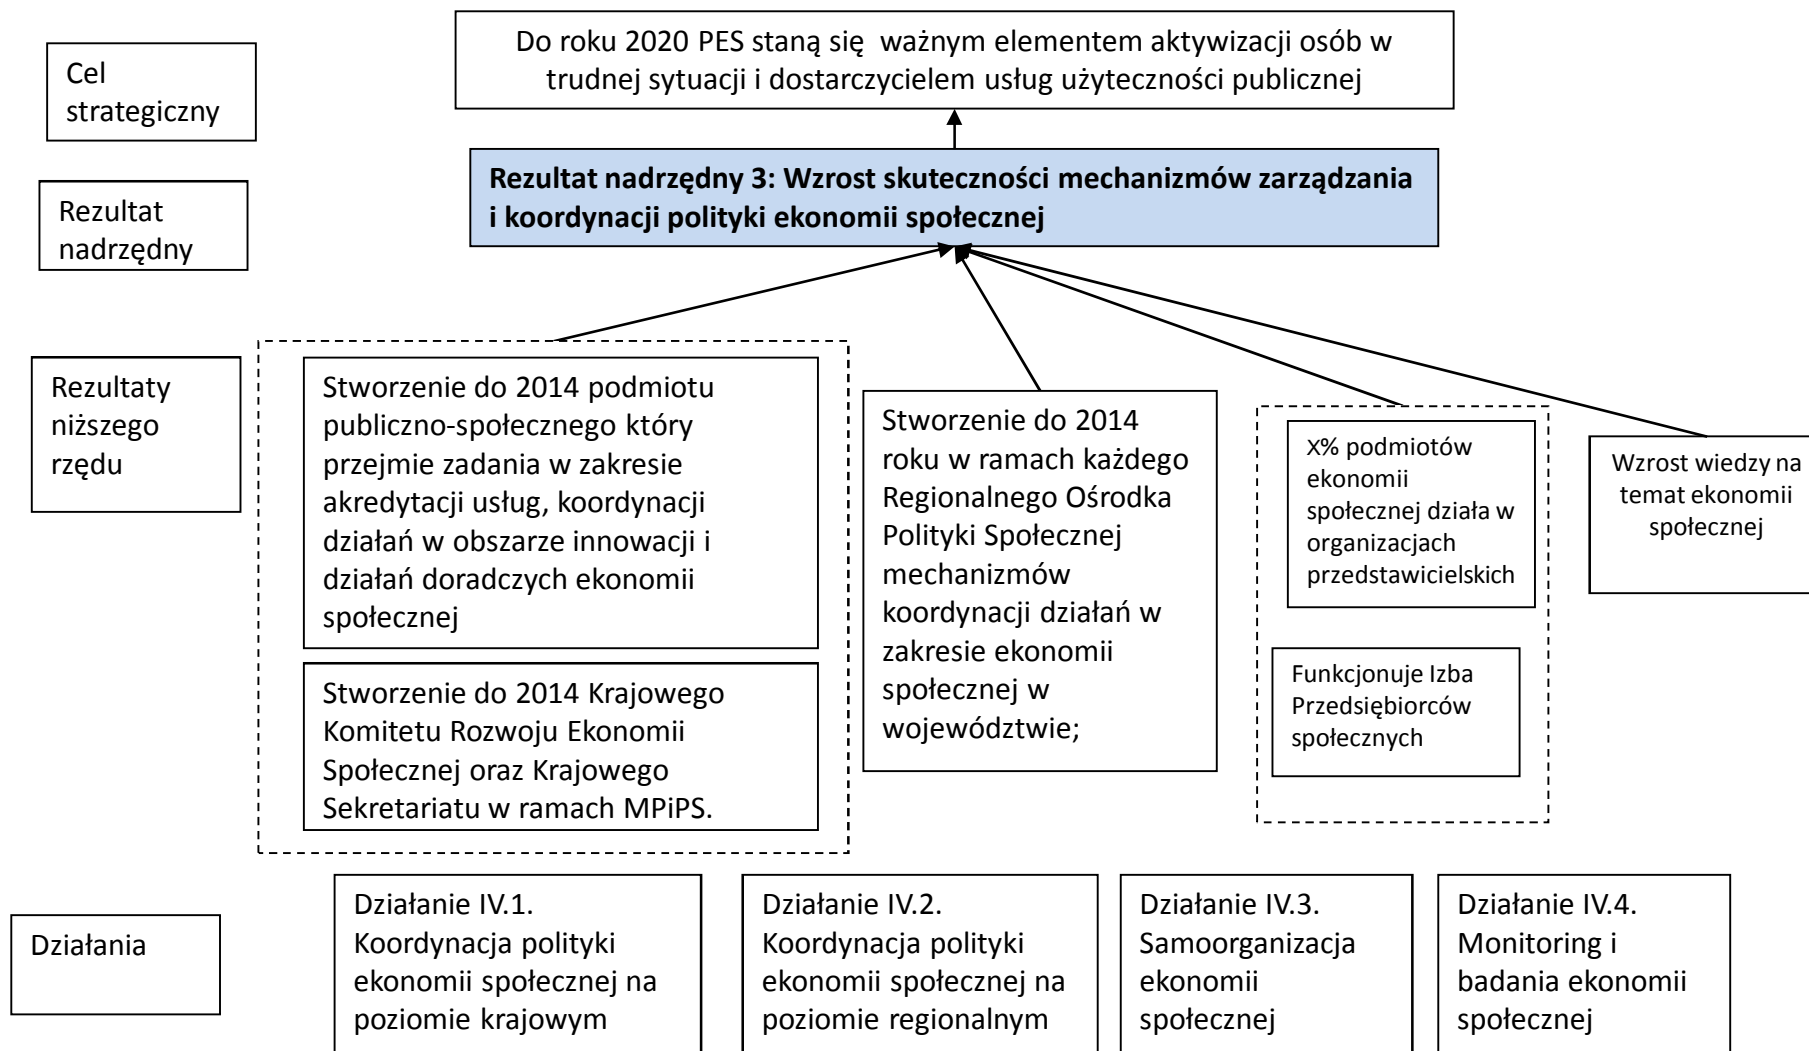 Cel
strategiczny
Do roku 2020 PES staną się ważnym elementem aktywizacji osób w
trudnej sytuacji i dostarczycielem usług użyteczności publicznej
Rezultat
nadrzędny
Rezultat nadrzędny 3: Wzrost skuteczności mechanizmów zarządzania
i koordynacji polityki ekonomii społecznej
Rezultaty
niższego
rzędu
Stworzenie do 2014 podmiotu
publiczno-społecznego który
przejmie zadania w zakresie
akredytacji usług, koordynacji
działań w obszarze innowacji i
działań doradczych ekonomii
społecznej
Stworzenie do 2014 Krajowego
Komitetu Rozwoju Ekonomii
Społecznej oraz Krajowego
Sekretariatu w ramach MPiPS.
Stworzenie do 2014
roku w ramach każdego
Regionalnego Ośrodka
Polityki Społecznej
mechanizmów
koordynacji działań w
zakresie ekonomii
społecznej w
województwie;
X% podmiotów
ekonomii
społecznej działa w
organizacjach
przedstawicielskich
Funkcjonuje Izba
Przedsiębiorców
społecznych
Wzrost wiedzy na
temat ekonomii
społecznej
Działania
Działanie IV.1.
Koordynacja polityki
ekonomii społecznej na
poziomie krajowym
Działanie IV.2.
Koordynacja polityki
ekonomii społecznej na
poziomie regionalnym
Działanie IV.3.
Samoorganizacja
ekonomii
społecznej
Działanie IV.4.
Monitoring i
badania ekonomii
społecznej